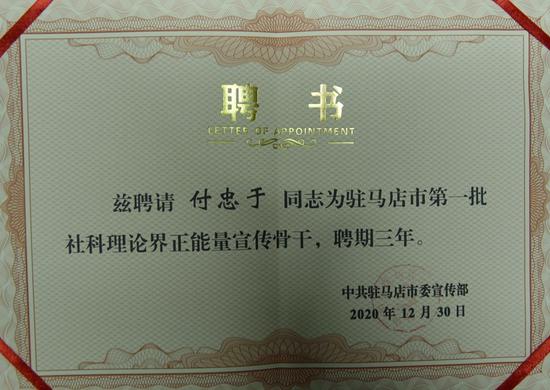 聘书
LETTER OF APPOINTMENT
兹聘请 付忠于 同志为驻马店市第一批
社科理论界正能量宣传骨干，聘期三年。
中共驻马店市委宣传部
2020 年 12 月 30 日